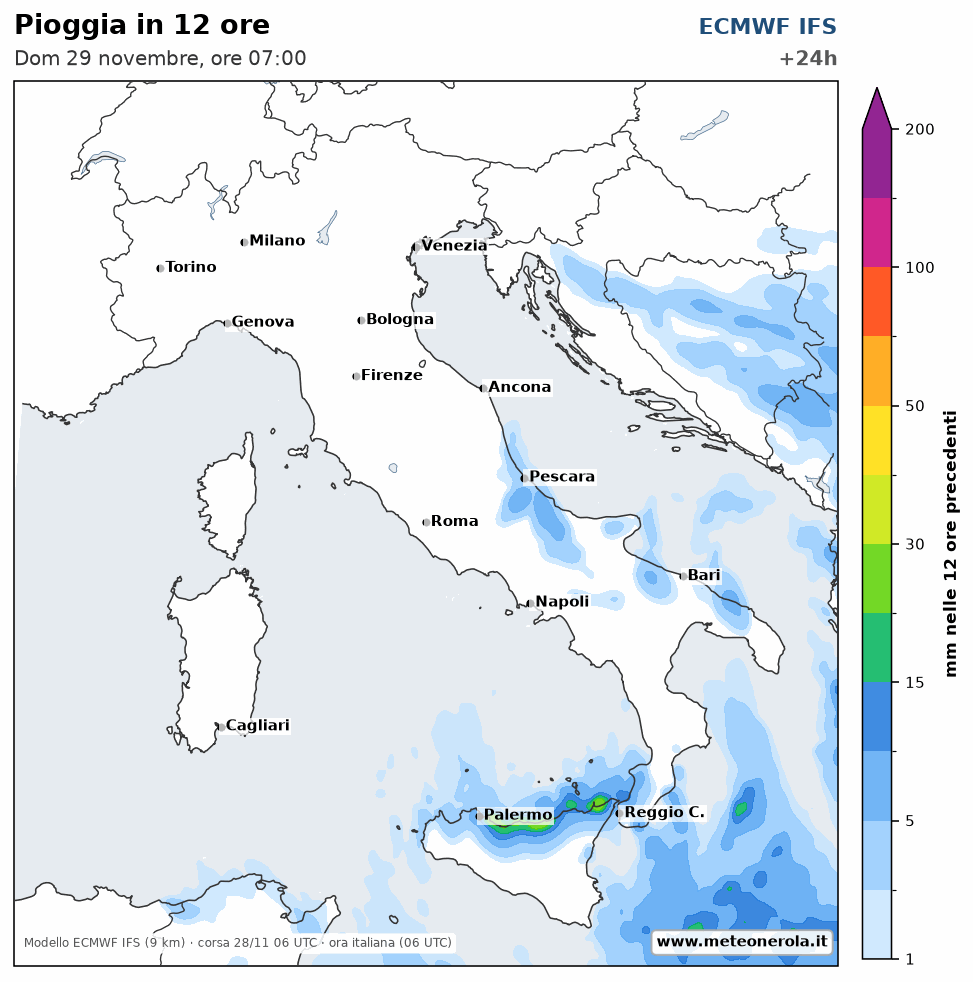 Pioggia in 12 ore
ECMWF IFS
Dom 29 novembre, ore 07:00
+24h
200
Milano
Venezia
Torino
100
Genova
Bologna
Firenze
Ancona
50
Pescara
Roma
30
Bari
Napoli
15
Cagliari
Palermo
Reggio C.
5
mm nelle 12 ore precedenti
Modello ECMWF IFS (9 km) · corsa 28/11 06 UTC · ora italiana (06 UTC)
www.meteonerola.it
1